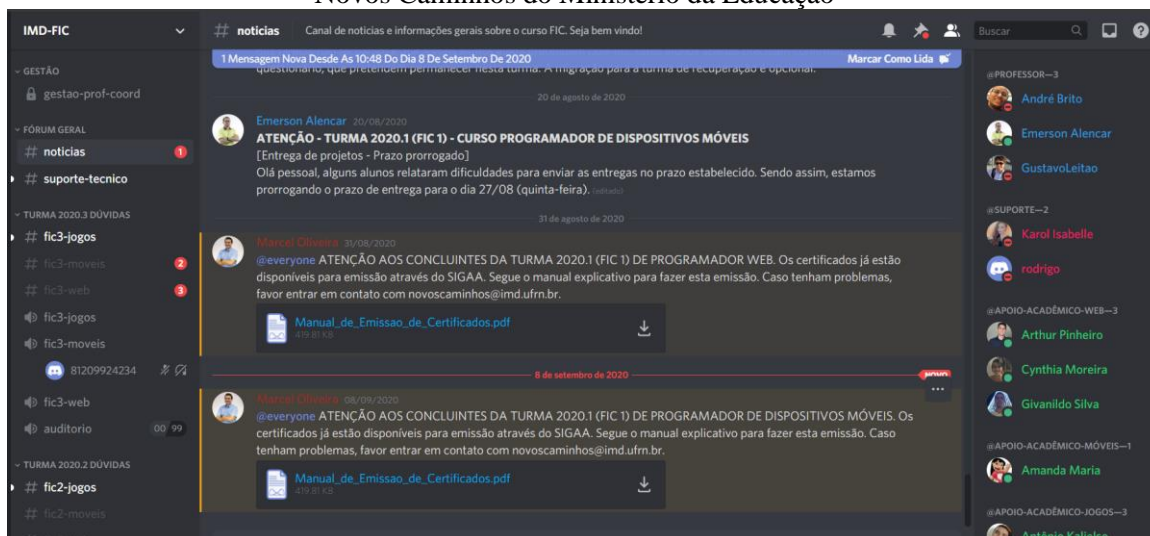 Novos Caminhos do Ministério da Educação
IMD-FIC
GESTÃO
gestao-prof-coord
FÓRUM GERAL
# noticias 1
# suporte-tecnico
TURMA 2020.3 DÚVIDAS
# fic3-jogos
# fic3-moveis 2
# fic3-web 3
fic3-jogos
fic3-moveis
81209924234
fic3-web
auditorio 00 99
TURMA 2020.2 DÚVIDAS
# fic2-jogos
# fic2-moveis
# noticias Canal de noticias e informações gerais sobre o curso FIC. Seja bem vindo!
1 Mensagem Nova Desde As 10:48 Do Dia 8 De Setembro De 2020 Marcar Como Lida
questionário, que pretendem permanecer nesta turma. A migração para a turma de recuperação é opcional.
20 de agosto de 2020
Emerson Alencar 20/08/2020
ATENÇÃO - TURMA 2020.1 (FIC 1) - CURSO PROGRAMADOR DE DISPOSITIVOS MÓVEIS
[Entrega de projetos - Prazo prorrogado]
Olá pessoal, alguns alunos relataram dificuldades para enviar as entregas no prazo estabelecido. Sendo assim, estamos
prorrogando o prazo de entrega para o dia 27/08 (quinta-feira). (editado)
31 de agosto de 2020
Marcel Oliveira 31/08/2020
@everyone ATENÇÃO AOS CONCLUINTES DA TURMA 2020.1 (FIC 1) DE PROGRAMADOR WEB. Os certificados já estão
disponíveis para emissão através do SIGAA. Segue o manual explicativo para fazer esta emissão. Caso tenham problemas,
favor entrar em contato com novoscaminhos@imd.ufrn.br.
Manual_de_Emissao_de_Certificados.pdf
419.81 KB
8 de setembro de 2020 NOVO
Marcel Oliveira 08/09/2020
@everyone ATENÇÃO AOS CONCLUINTES DA TURMA 2020.1 (FIC 1) DE PROGRAMADOR DE DISPOSITIVOS MÓVEIS. Os
certificados já estão disponíveis para emissão através do SIGAA. Segue o manual explicativo para fazer esta emissão. Caso
tenham problemas, favor entrar em contato com novoscaminhos@imd.ufrn.br.
Manual_de_Emissao_de_Certificados.pdf
419.81 KB
Buscar
@PROFESSOR—3
André Brito
Emerson Alencar
GustavoLeitao
@SUPORTE—2
Karol Isabelle
rodrigo
@APOIO-ACADÊMICO-WEB—3
Arthur Pinheiro
Cynthia Moreira
Givanildo Silva
@APOIO-ACADÊMICO-MÓVEIS—1
Amanda Maria
@APOIO-ACADÊMICO-JOGOS—3